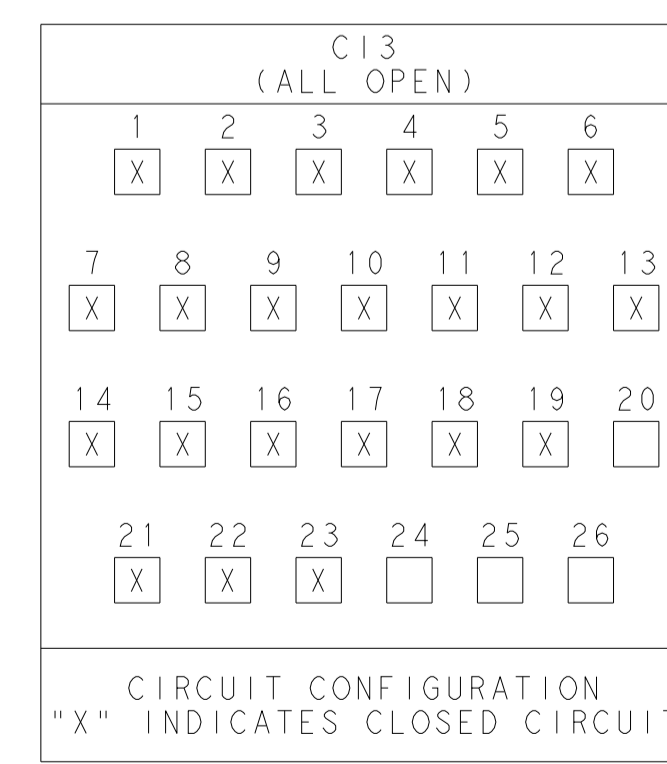 CI3
(ALL OPEN)
1 2 3 4 5 6
X X X X X X
7 8 9 10 11 12 13
X X X X X X X
14 15 16 17 18 19 20
X X X X X X
21 22 23 24 25 26
X X X
CIRCUIT CONFIGURATION
"X" INDICATES CLOSED CIRCUIT